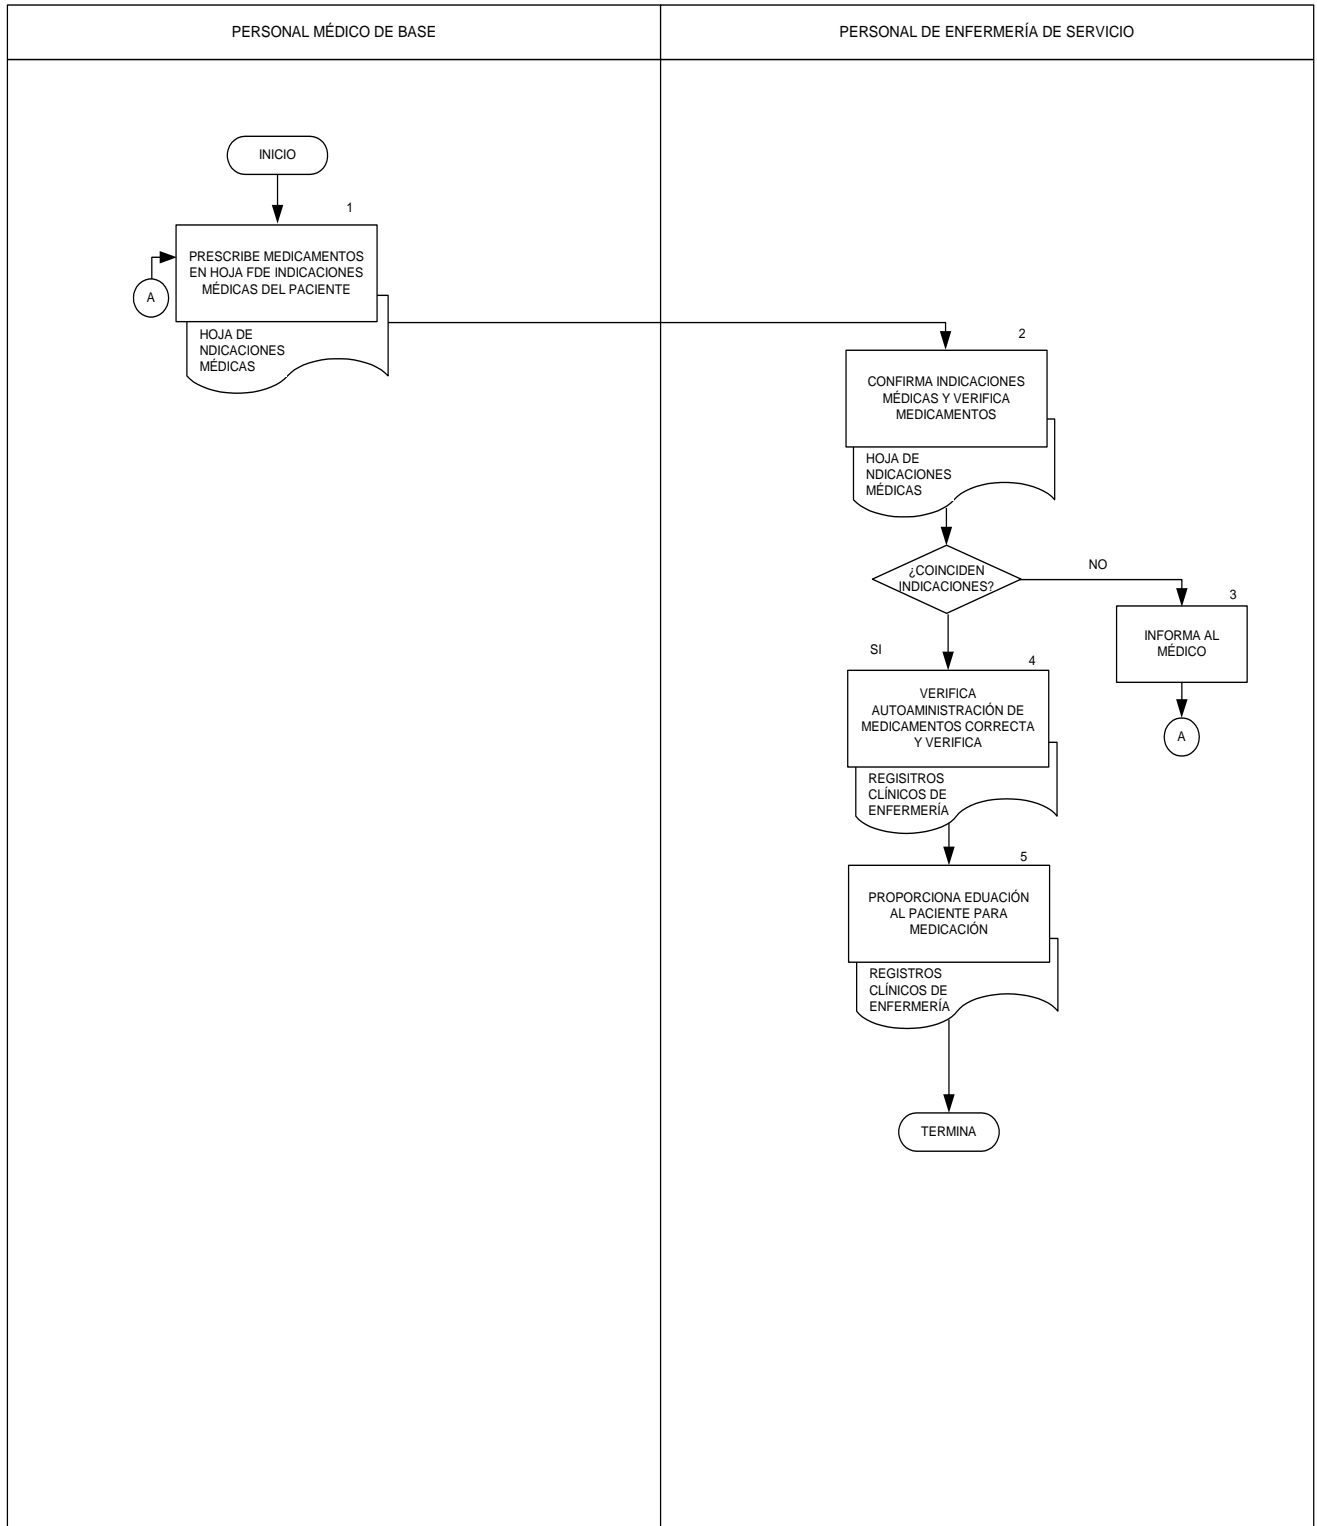 PERSONAL MÉDICO DE BASE
PERSONAL DE ENFERMERÍA DE SERVICIO
INICIO
1
PRESCRIBE MEDICAMENTOS
EN HOJA FDE INDICACIONES
MÉDICAS DEL PACIENTE
A
HOJA DE
NDICACIONES
MÉDICAS
2
CONFIRMA INDICACIONES
MÉDICAS Y VERIFICA
MEDICAMENTOS
HOJA DE
NDICACIONES
MÉDICAS
¿COINCIDEN
INDICACIONES?
NO
3
INFORMA AL
MÉDICO
A
SI
4
VERIFICA
AUTOAMINISTRACIÓN DE
MEDICAMENTOS CORRECTA
Y VERIFICA
REGISITROS
CLÍNICOS DE
ENFERMERÍA
5
PROPORCIONA EDUACIÓN
AL PACIENTE PARA
MEDICACIÓN
REGISTROS
CLÍNICOS DE
ENFERMERÍA
TERMINA